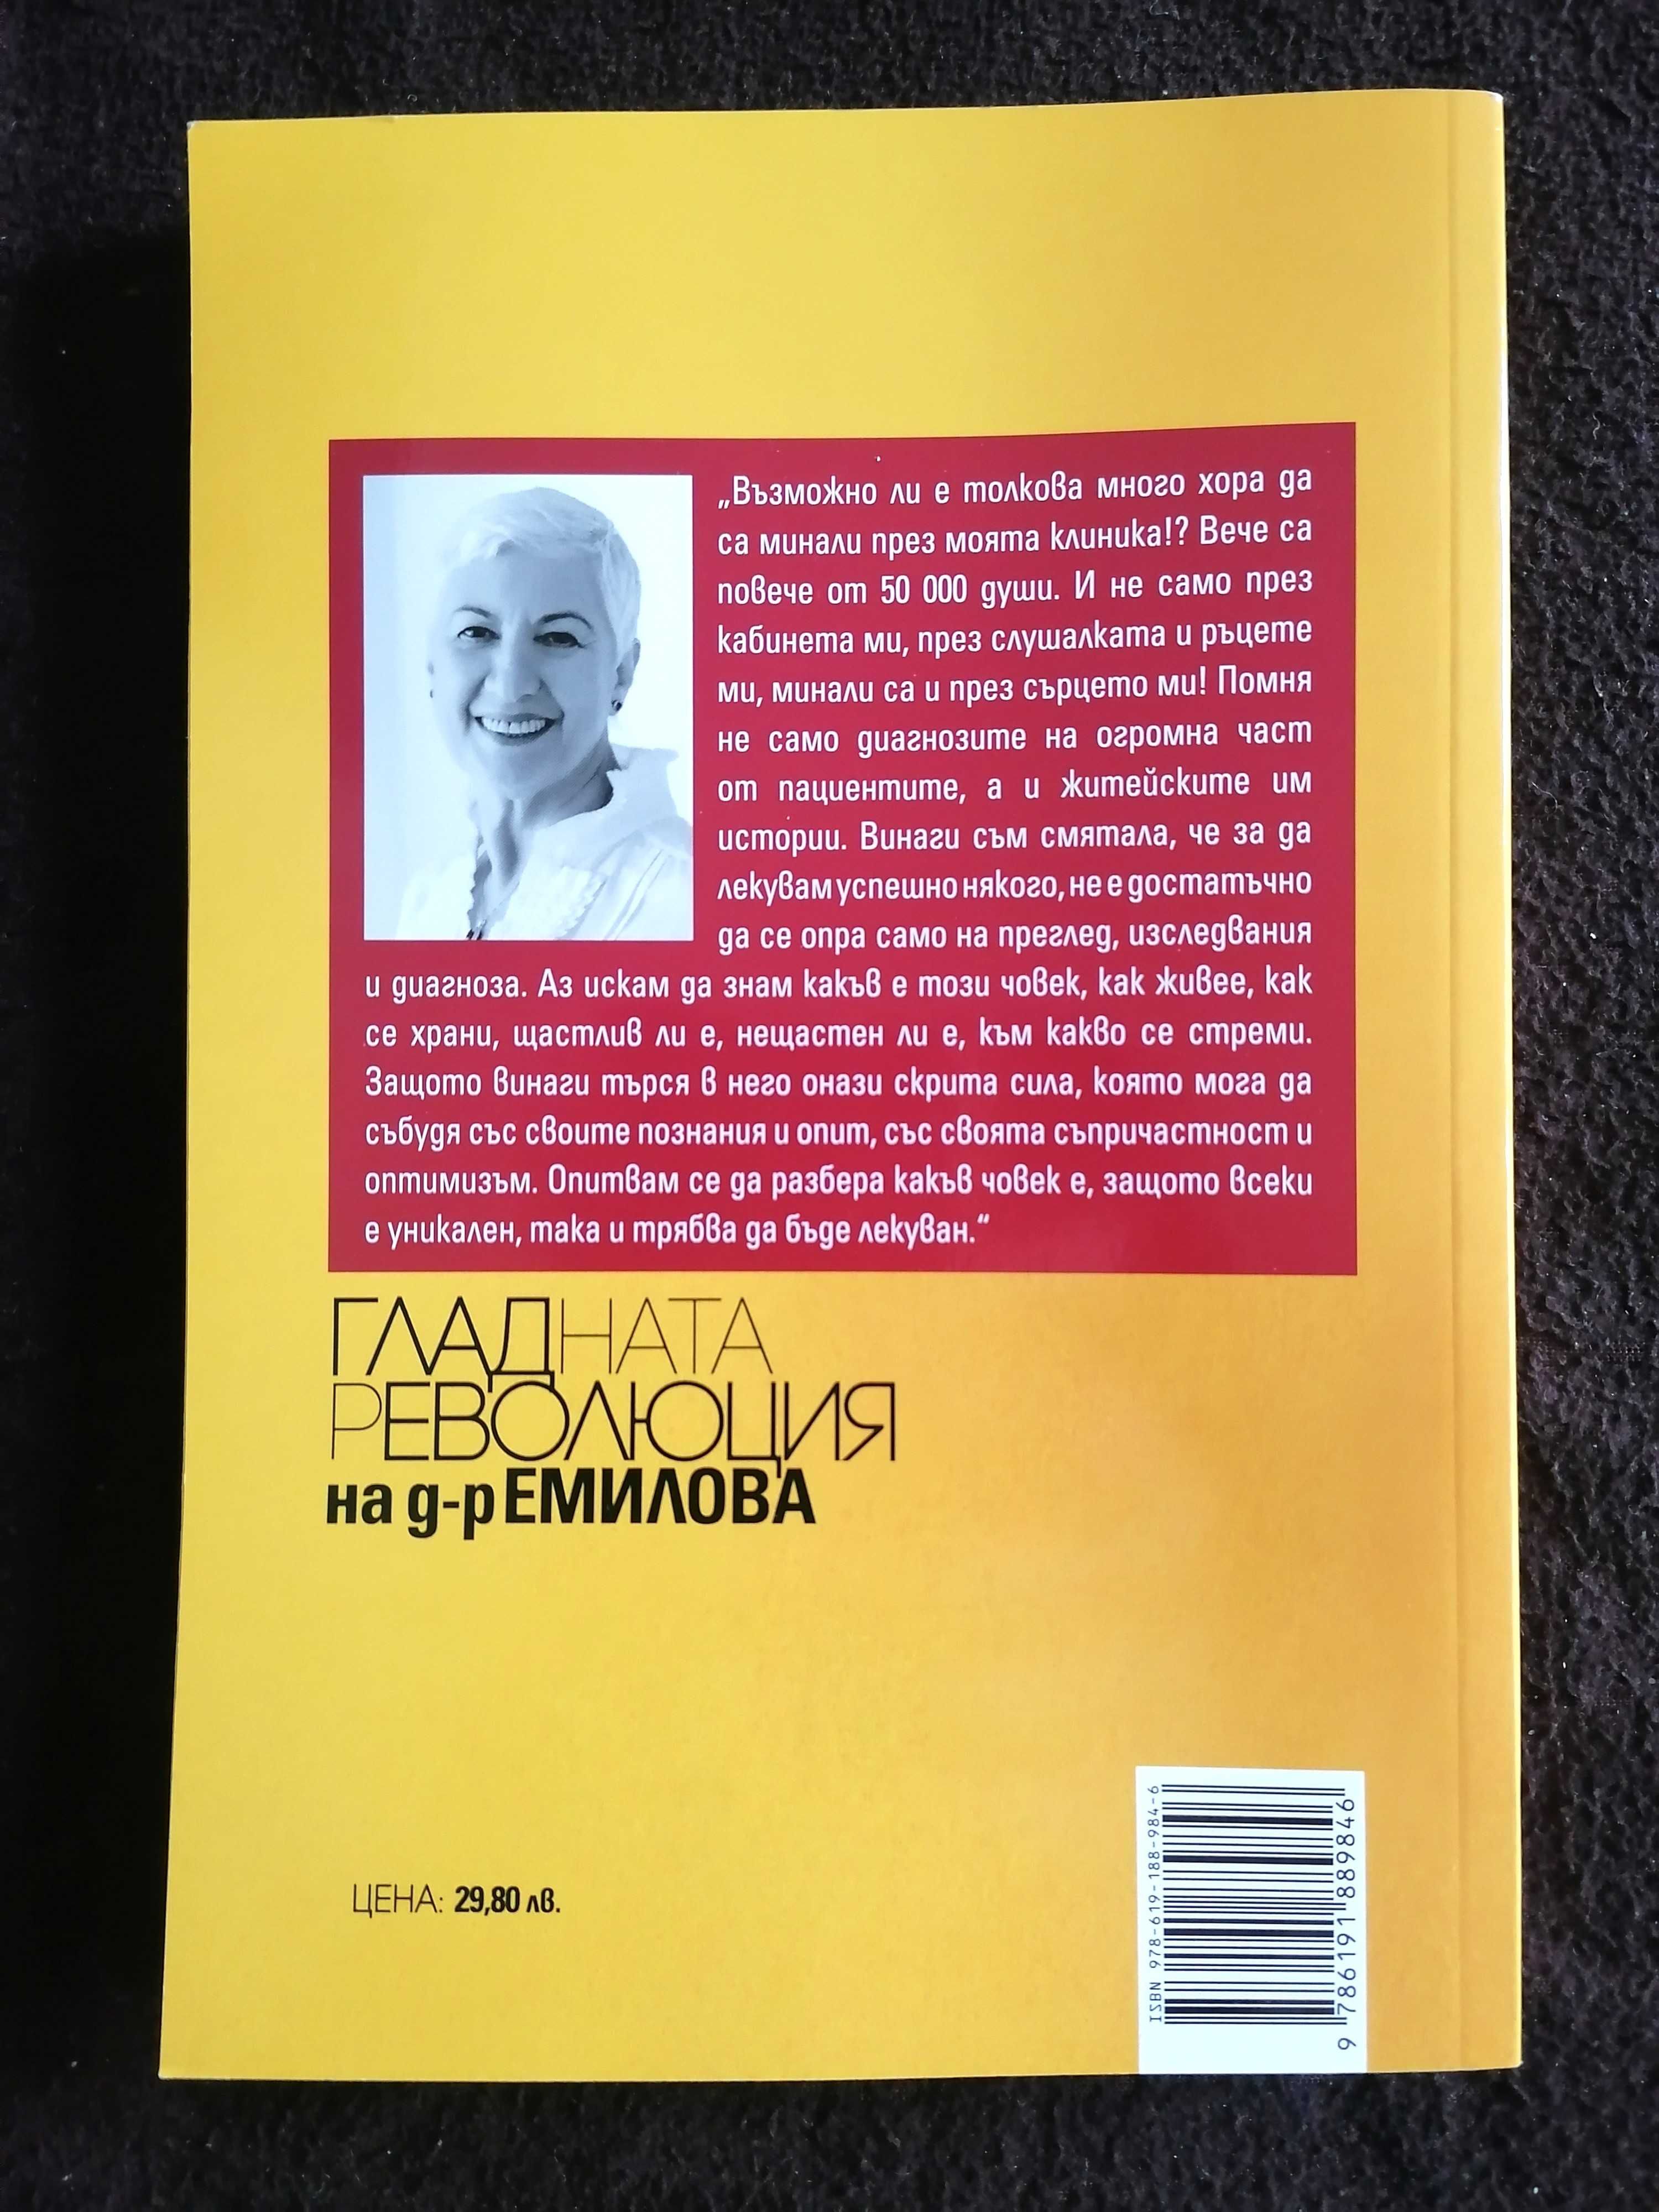 „Възможно ли е толкова много хора да
са минали през моята клиника!? Вече са
повече от 50 000 души. И не само през
кабинета ми, през слушалката и ръцете
ми, минали са и през сърцето ми! Помня
не само диагнозите на огромна част
от пациентите, а и житейските им
истории. Винаги съм смятала, че за да
лекувам успешно някого, не е достатъчно
да се опра само на преглед, изследвания
и диагноза. Аз искам да знам какъв е този човек, как живее, как
се храни, щастлив ли е, нещастен ли е, към какво се стреми.
Защото винаги търся в него онази скрита сила, която мога да
събудя със своите познания и опит, със своята съпричастност и
оптимизъм. Опитвам се да разбера какъв човек е, защото всеки
е уникален, така и трябва да бъде лекуван.“
ГЛАДНАТА
РЕВОЛЮЦИЯ
на д-р ЕМИЛОВА
ЦЕНА: 29,80 лв.
ISBN 978-619-188-984-6
9 786191 889846